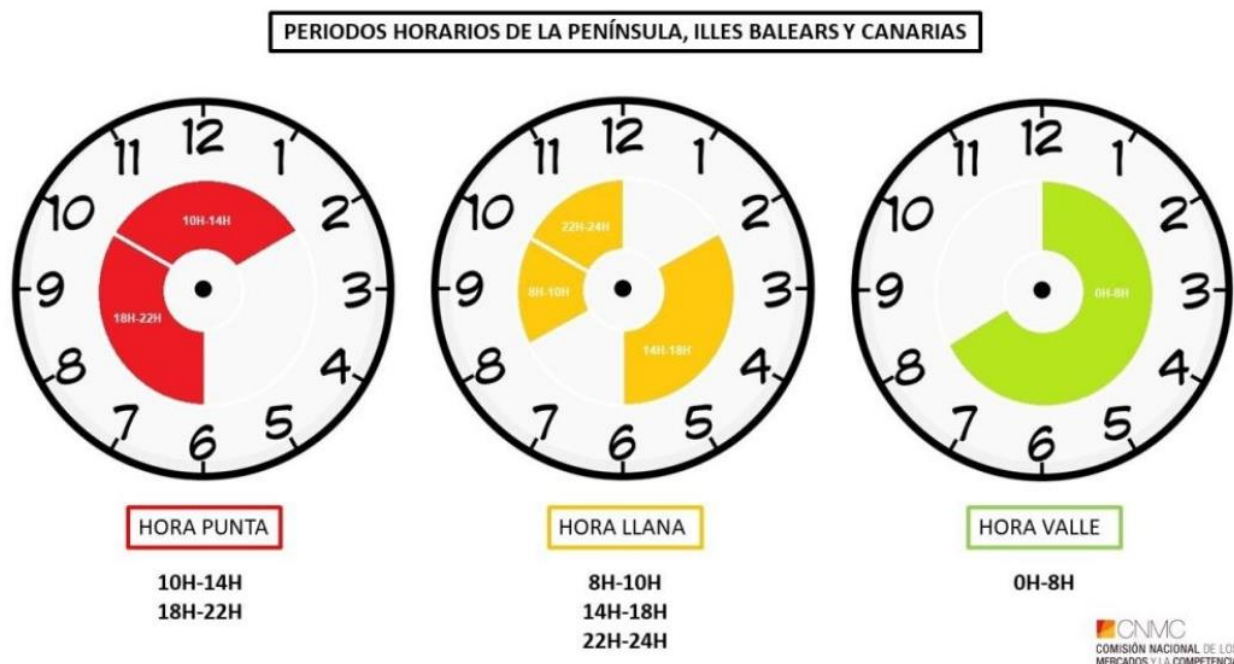 PERIODOS HORARIOS DE LA PENÍNSULA, ILLES BALEARS Y CANARIAS
12
11
1
10
2
10H-14H
9
3
18H-22H
8
4
7
5
6
12
11
1
10
2
22H-24H
9
8H-10H
3
14H-18H
8
4
7
5
6
12
11
1
10
2
9
0H-8H
3
8
4
7
5
6
HORA PUNTA
10H-14H
18H-22H
HORA LLANA
8H-10H
14H-18H
22H-24H
HORA VALLE
0H-8H
CNMC
COMISIÓN NACIONAL DE LOS
MERCADOS Y LA COMPETENCIA